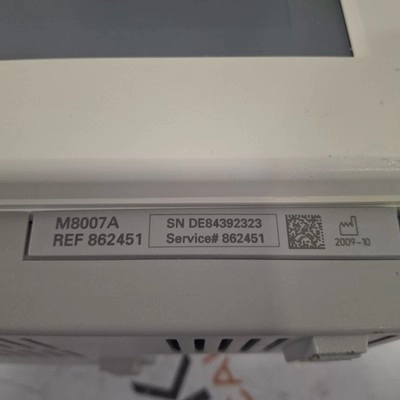 M8007A
REF 862451
SN DE84392323
Service# 862451
2009-10